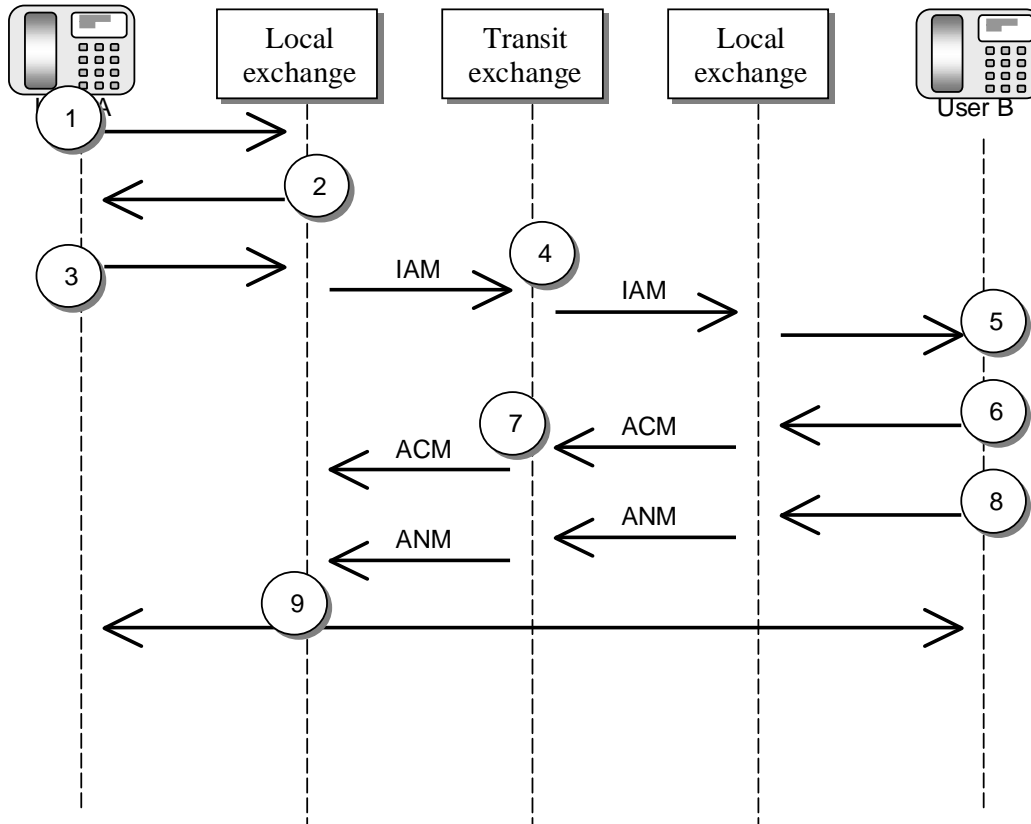 Local
exchange
Transit
exchange
Local
exchange
A
User B
1
2
3
4
IAM
IAM
5
6
7
ACM
ACM
8
ANM
ANM
9